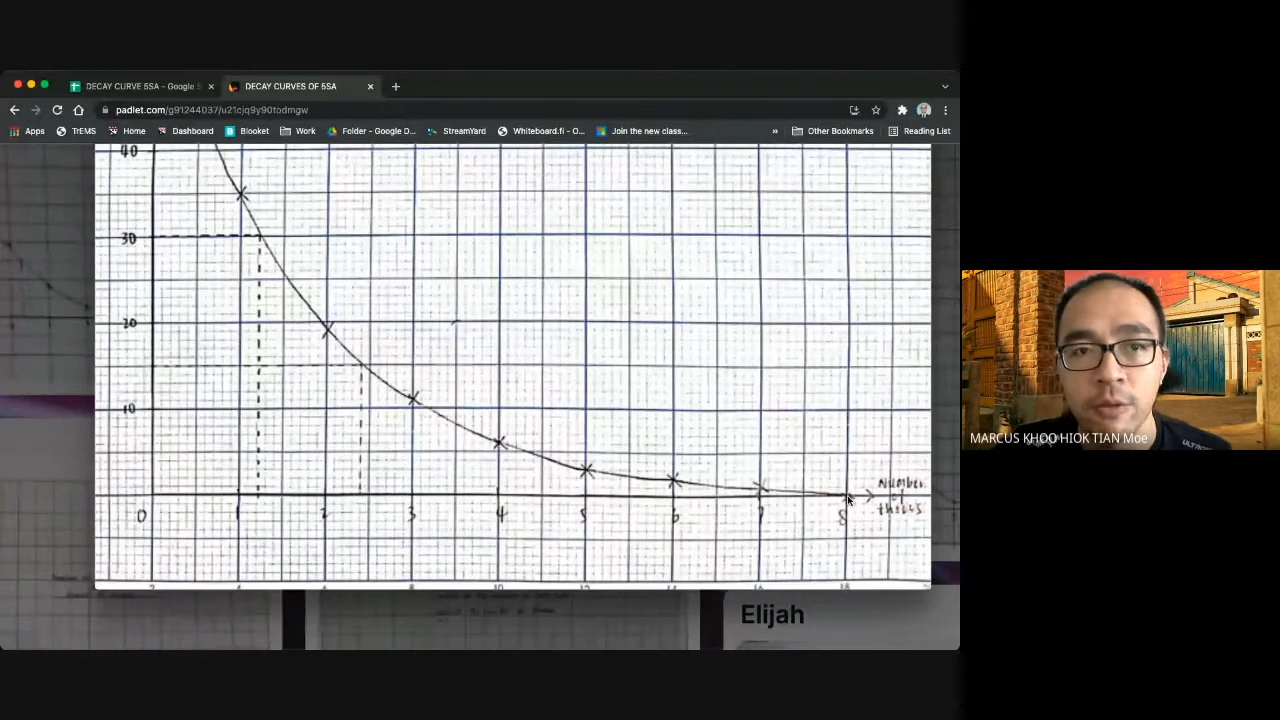 DECAY CURVE 5SA - Google S
DECAY CURVES OF 5SA
padlet.com/g91244037/u21cjq9y90todmgw
Apps
TrEMS
Home
Dashboard
Blooket
Work
Folder - Google D...
StreamYard
Whiteboard.fi - O...
Join the new class...
»
Other Bookmarks
Reading List
40
30
20
10
0 1 2 3 4 5 6 7 8
Number
of
throws
Elijah
MARCUS KHOO HIOK TIAN Moe